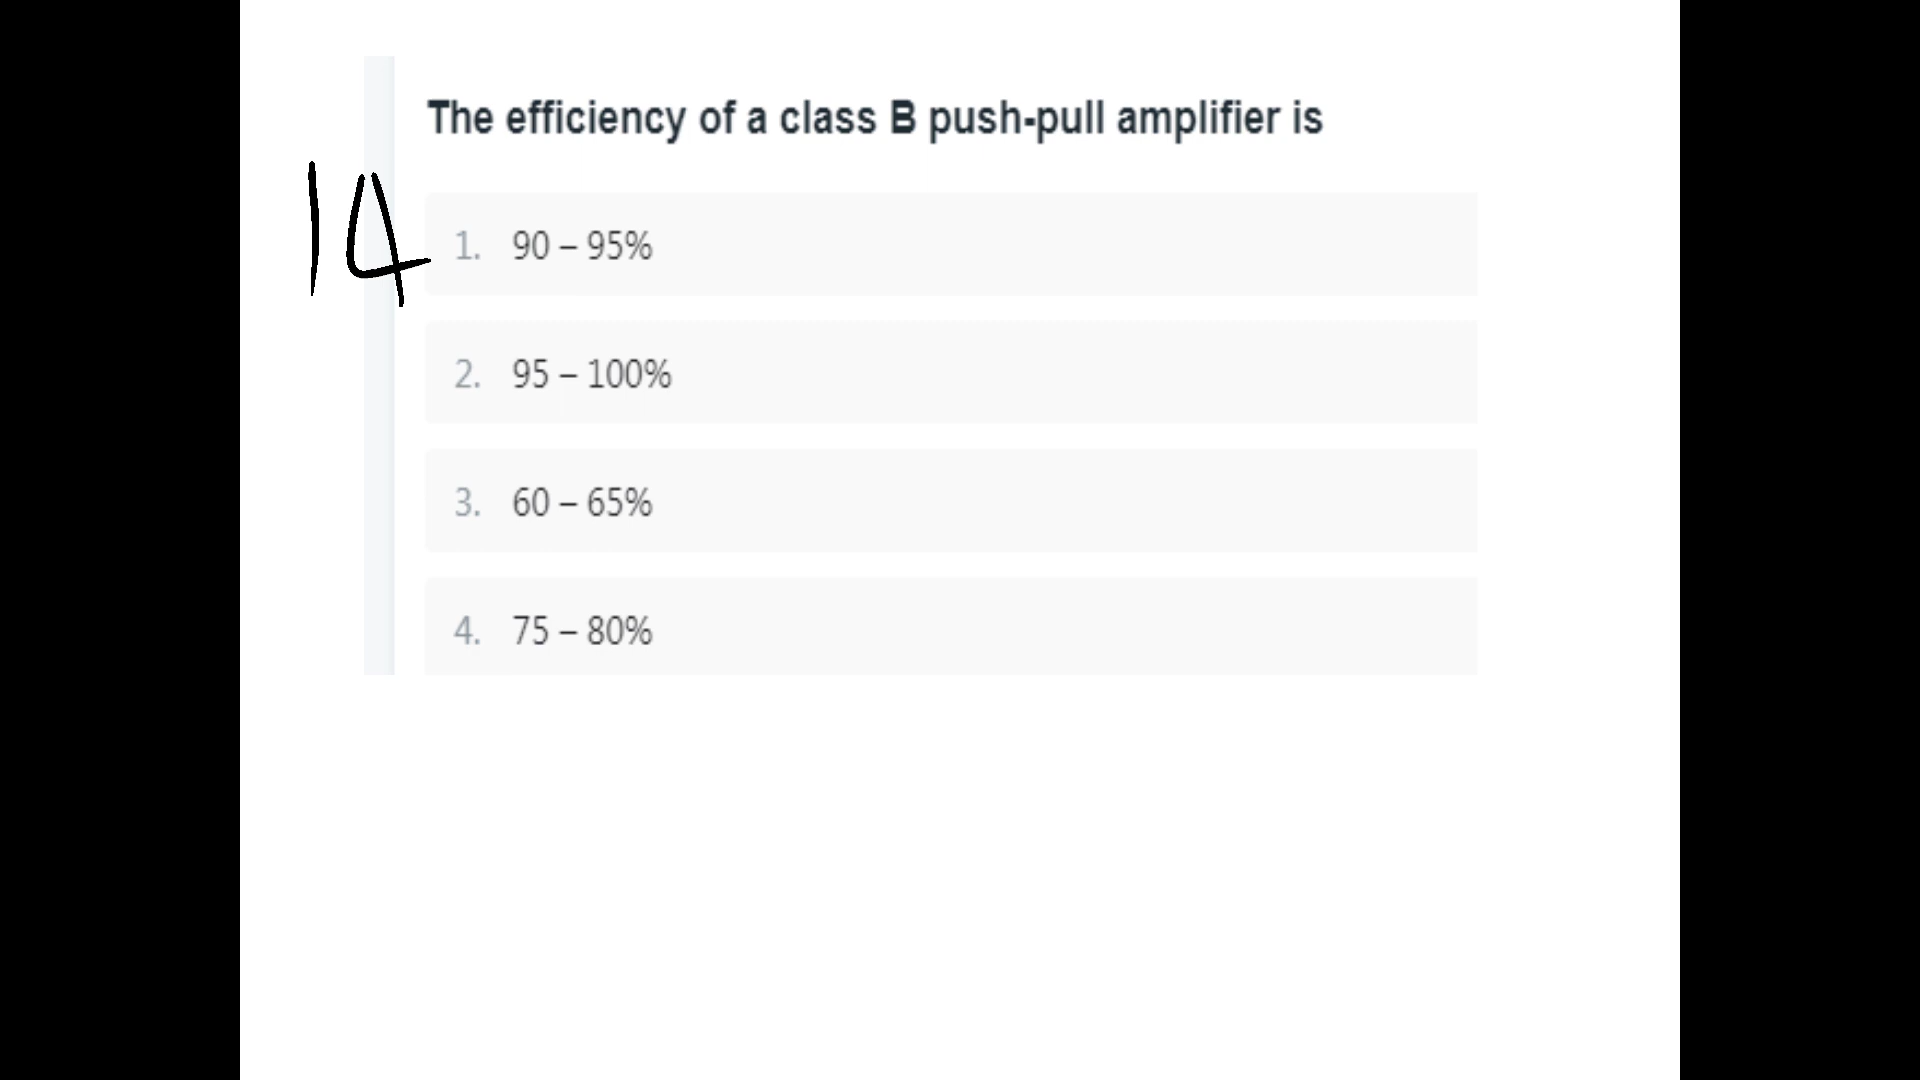 The efficiency of a class B push-pull amplifier is
14
1. 90 – 95%
2. 95 – 100%
3. 60 – 65%
4. 75 – 80%